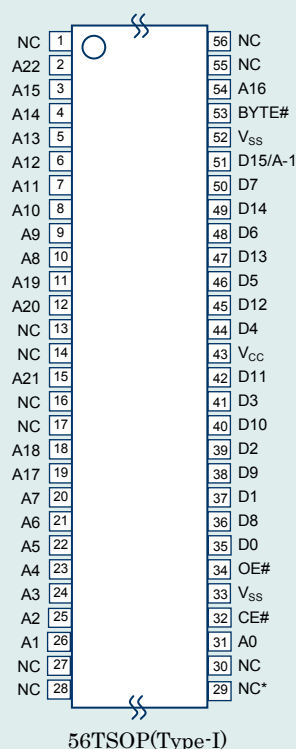 NC 1 56 NC
A22 2 55 NC
A15 3 54 A16
A14 4 53 BYTE#
A13 5 52 VSS
A12 6 51 D15/A-1
A11 7 50 D7
A10 8 49 D14
A9 9 48 D6
A8 10 47 D13
A19 11 46 D5
A20 12 45 D12
NC 13 44 D4
NC 14 43 VCC
A21 15 42 D11
NC 16 41 D3
NC 17 40 D10
A18 18 39 D2
A17 19 38 D9
A7 20 37 D1
A6 21 36 D8
A5 22 35 D0
A4 23 34 OE#
A3 24 33 VSS
A2 25 32 CE#
A1 26 31 A0
NC 27 30 NC
NC 28 29 NC*
56TSOP(Type-I)